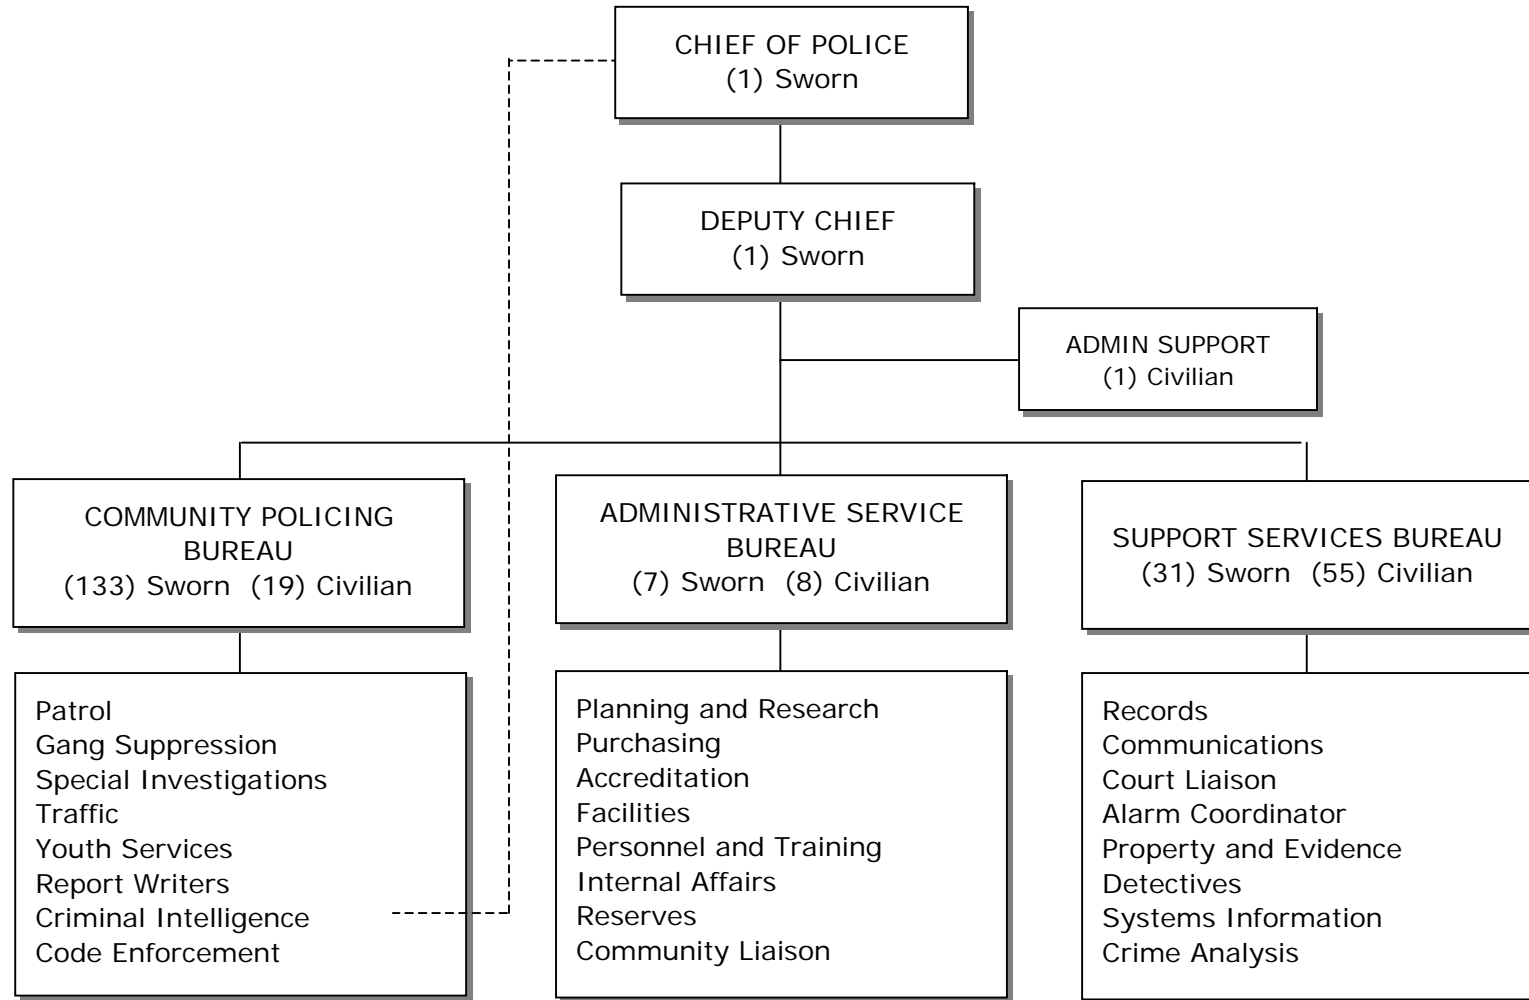 CHIEF OF POLICE
(1) Sworn
DEPUTY CHIEF
(1) Sworn
ADMIN SUPPORT
(1) Civilian
COMMUNITY POLICING
BUREAU
(133) Sworn (19) Civilian
ADMINISTRATIVE SERVICE
BUREAU
(7) Sworn (8) Civilian
SUPPORT SERVICES BUREAU
(31) Sworn (55) Civilian
Patrol
Gang Suppression
Special Investigations
Traffic
Youth Services
Report Writers
Criminal Intelligence
Code Enforcement
Planning and Research
Purchasing
Accreditation
Facilities
Personnel and Training
Internal Affairs
Reserves
Community Liaison
Records
Communications
Court Liaison
Alarm Coordinator
Property and Evidence
Detectives
Systems Information
Crime Analysis